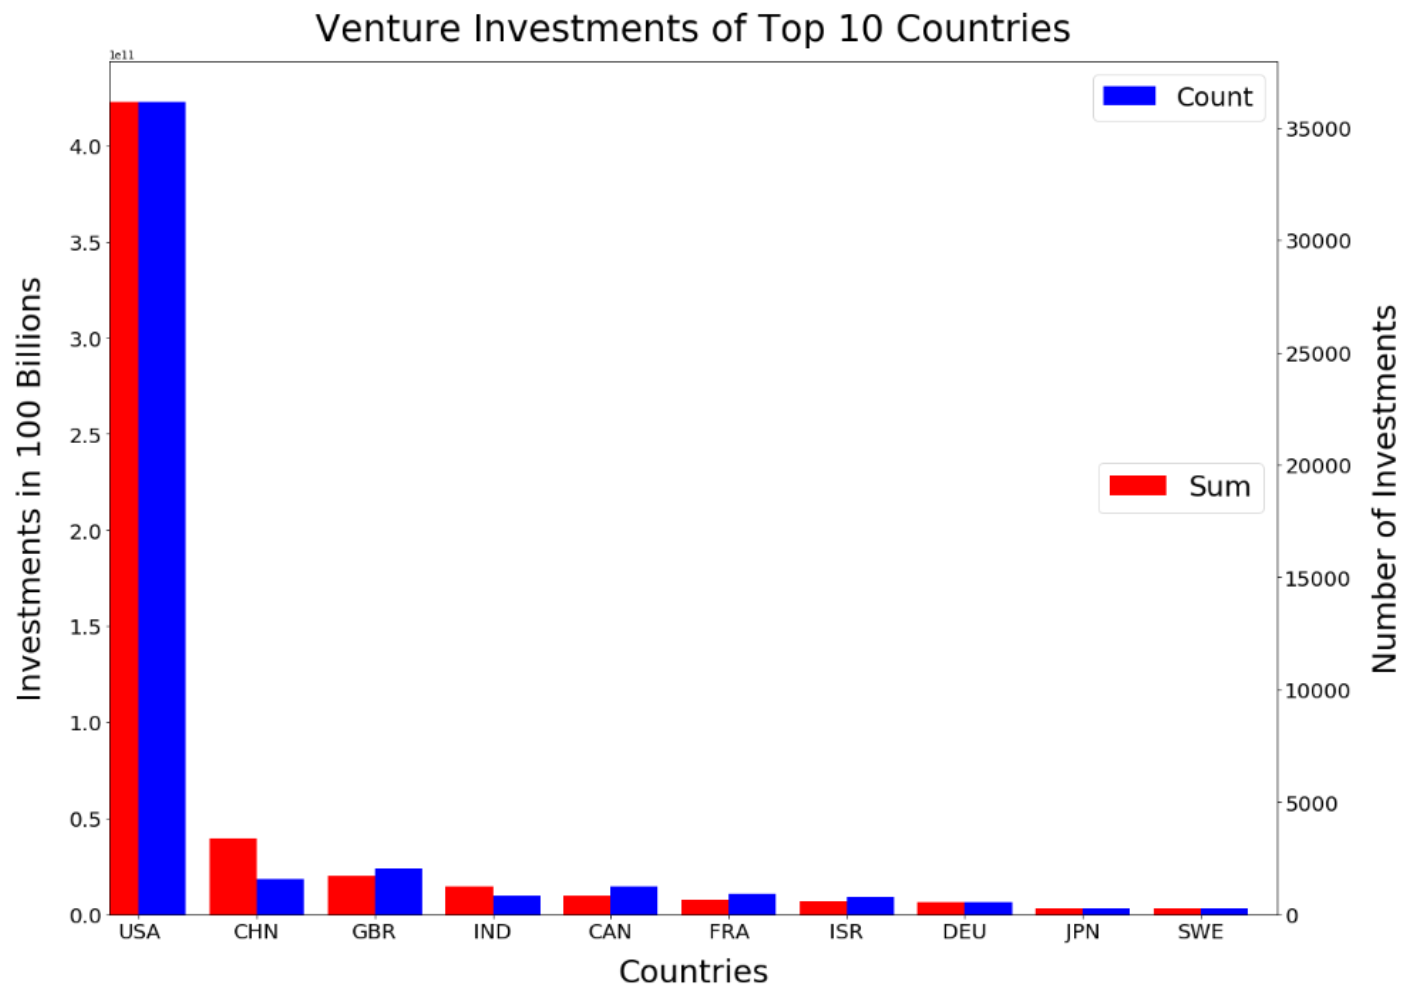 Venture Investments of Top 10 Countries
1e11
Count
Sum
4.0
3.5
3.0
2.5
2.0
1.5
1.0
0.5
0.0
Investments in 100 Billions
35000
30000
25000
20000
15000
10000
5000
0
Number of Investments
USA CHN GBR IND CAN FRA ISR DEU JPN SWE
Countries